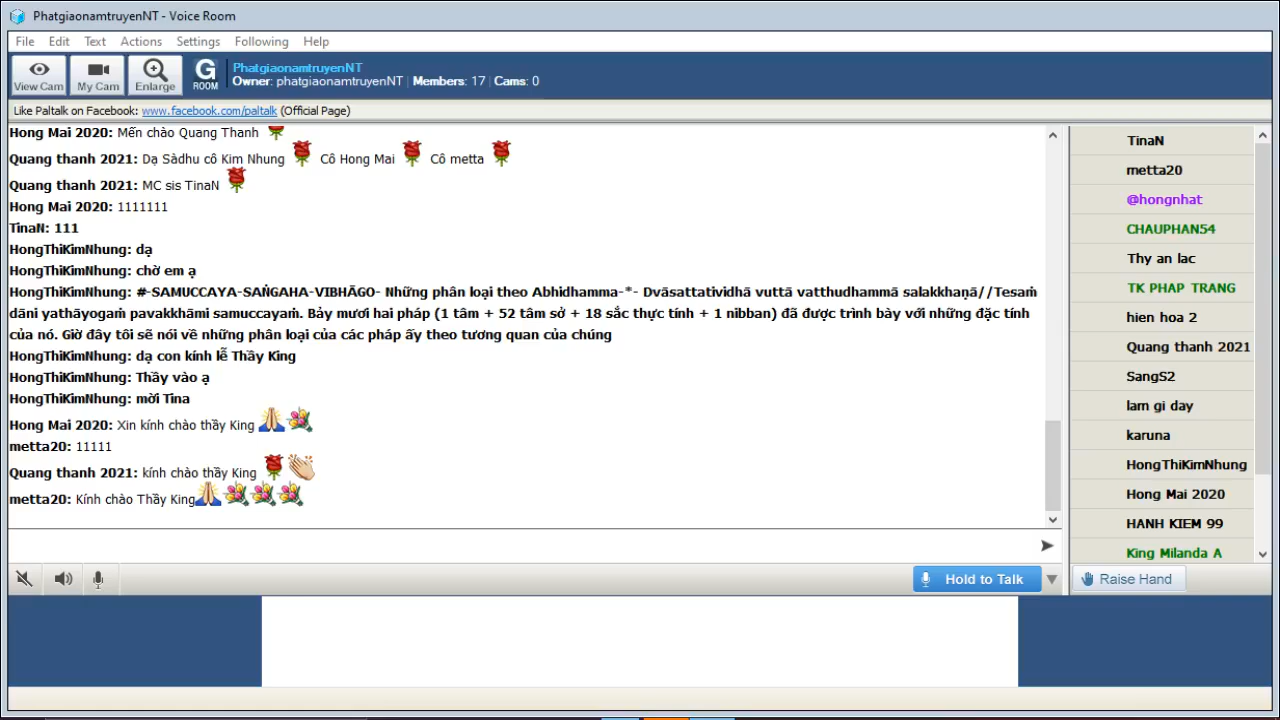 PhatgiaonamtruyenNT - Voice Room
File Edit Text Actions Settings Following Help
View Cam
My Cam
Enlarge
G
ROOM
PhatgiaonamtruyenNT
Owner: phatgiaonamtruyenNT Members: 17 Cams: 0
Like Paltalk on Facebook: www.facebook.com/paltalk (Official Page)
Hong Mai 2020: Mến chào Quang Thanh
Quang thanh 2021: Dạ Sàdhu cô Kim Nhung Cô Hong Mai Cô metta
Quang thanh 2021: MC sis TinaN
Hong Mai 2020: 1111111
TinaN: 111
HongThiKimNhung: dạ
HongThiKimNhung: chờ em ạ
HongThiKimNhung: #-SAMUCCAYA-SAṄGAHA-VIBHĀGO- Những phân loại theo Abhidhamma-*- Dvāsattatividhā vuttā vatthudhammā salakkhaṇā//Tesaṁ
dāni yathāyogaṁ pavakkhāmi samuccayaṁ. Bảy mươi hai pháp (1 tâm + 52 tâm sở + 18 sắc thực tính + 1 nibban) đã được trình bày với những đặc tính
của nó. Giờ đây tôi sẽ nói về những phân loại của các pháp ấy theo tương quan của chúng
HongThiKimNhung: dạ con kính lễ Thầy King
HongThiKimNhung: Thầy vào ạ
HongThiKimNhung: mời Tina
Hong Mai 2020: Xin kính chào thầy King
metta20: 11111
Quang thanh 2021: kính chào thầy King
metta20: Kính chào Thầy King
TinaN
metta20
@hongnhat
CHAUPHAN54
Thy an lac
TK PHAP TRANG
hien hoa 2
Quang thanh 2021
SangS2
lam gi day
karuna
HongThiKimNhung
Hong Mai 2020
HANH KIEM 99
King Milanda A
Hold to Talk
Raise Hand